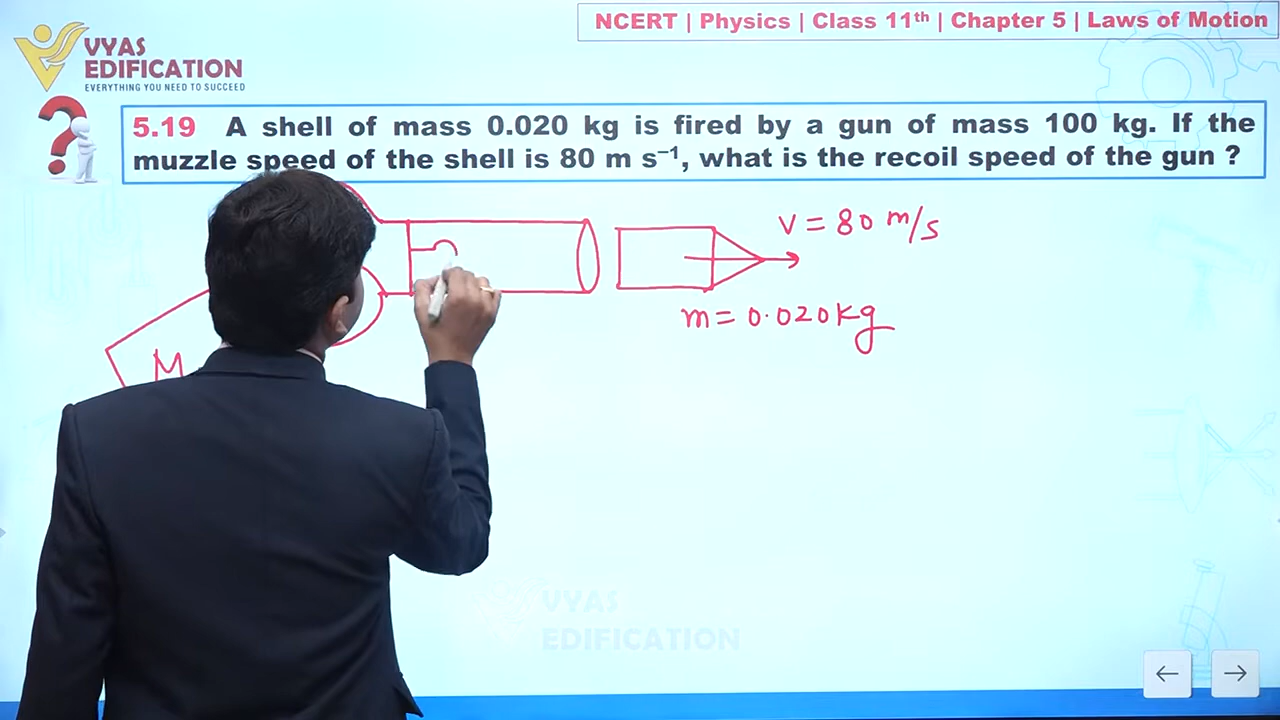 NCERT | Physics | Class 11th | Chapter 5 | Laws of Motion
VYAS
EDIFICATION
EVERYTHING YOU NEED TO SUCCEED
5.19 A shell of mass 0.020 kg is fired by a gun of mass 100 kg. If the
muzzle speed of the shell is 80 m s⁻¹, what is the recoil speed of the gun ?
v = 80 m/s
m = 0.020 kg
M
VYAS
EDIFICATION